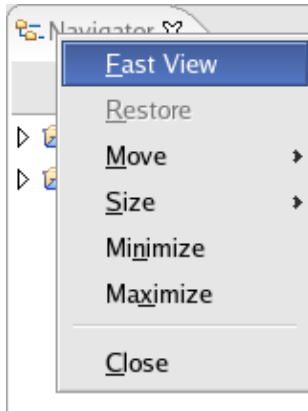 Navigator
Fast View
Restore
Move
Size
Minimize
Maximize
Close